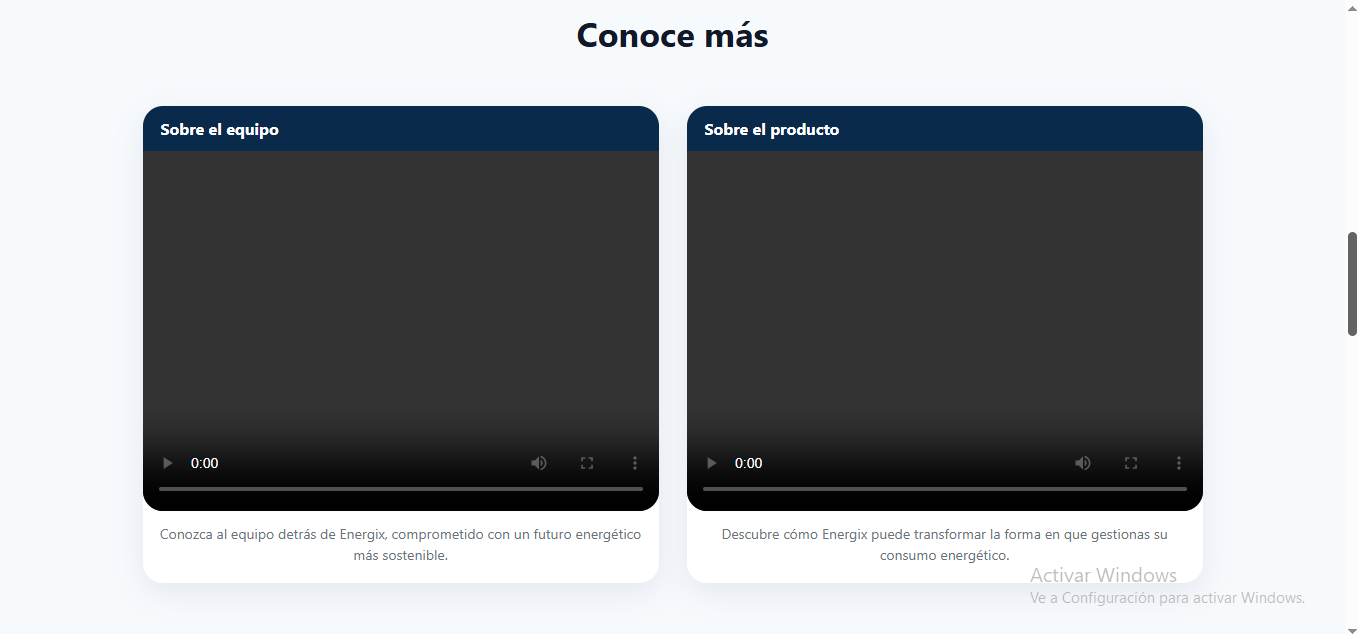 Conoce más
Sobre el equipo
0:00
Conozca al equipo detrás de Energix, comprometido con un futuro energético
más sostenible.
Sobre el producto
0:00
Descubre cómo Energix puede transformar la forma en que gestionas su
consumo energético.
Activar Windows
Ve a Configuración para activar Windows.